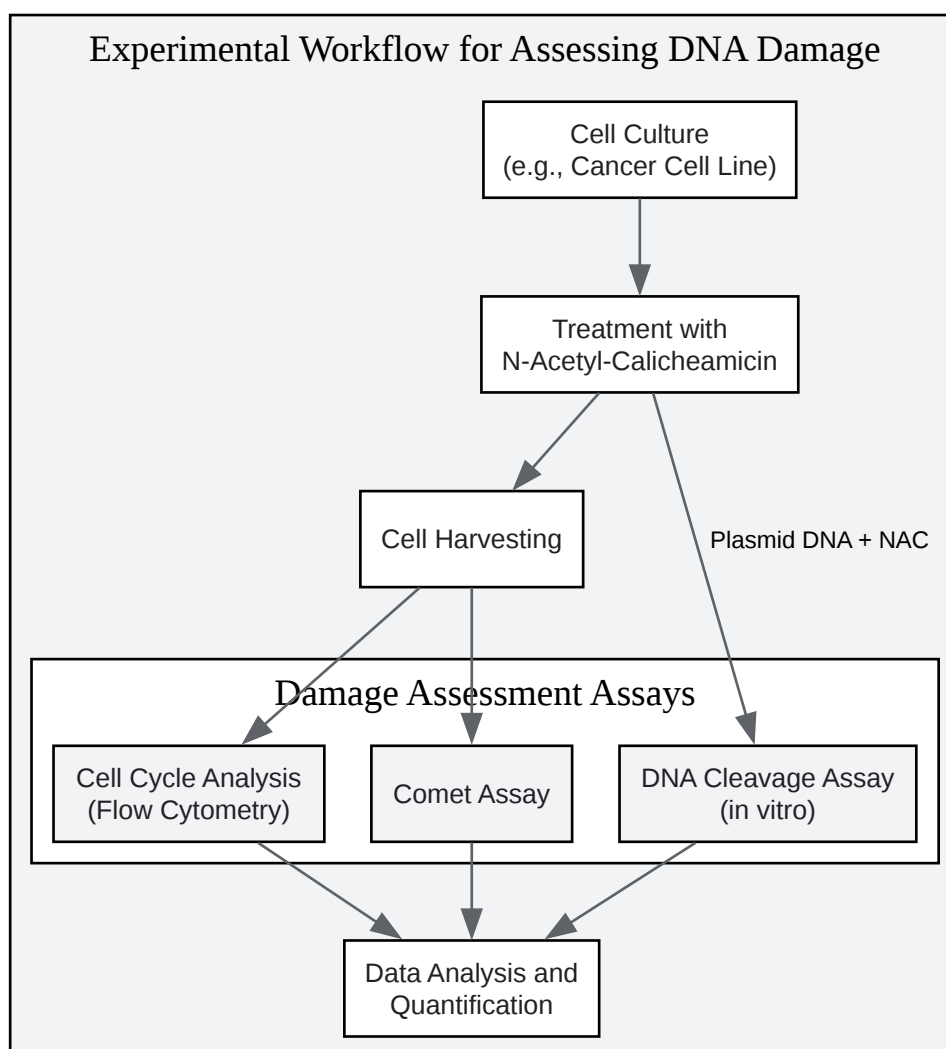 Experimental Workflow for Assessing DNA Damage
Cell Culture
(e.g., Cancer Cell Line)
Treatment with
N-Acetyl-Calicheamicin
Cell Harvesting
Plasmid DNA + NAC
Damage Assessment Assays
Cell Cycle Analysis
(Flow Cytometry)
Comet Assay
DNA Cleavage Assay
(in vitro)
Data Analysis and
Quantification